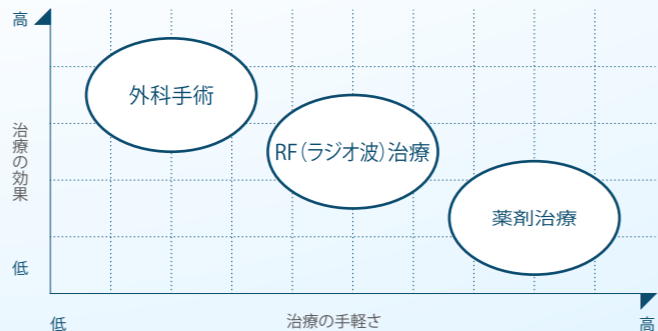 高
外科手術
RF(ラジオ波)治療
治療の効果
薬剤治療
低
低
治療の手軽さ
高